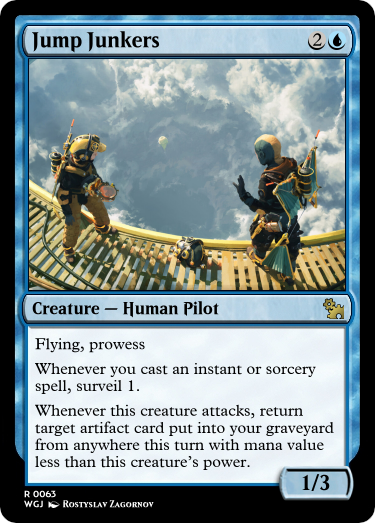 Jump Junkers 2
Creature — Human Pilot
Flying, prowess
Whenever you cast an instant or sorcery
spell, surveil 1.
Whenever this creature attacks, return
target artifact card put into your graveyard
from anywhere this turn with mana value
less than this creature's power.
1/3
R 0063
WGJ Rostyslav Zagornov